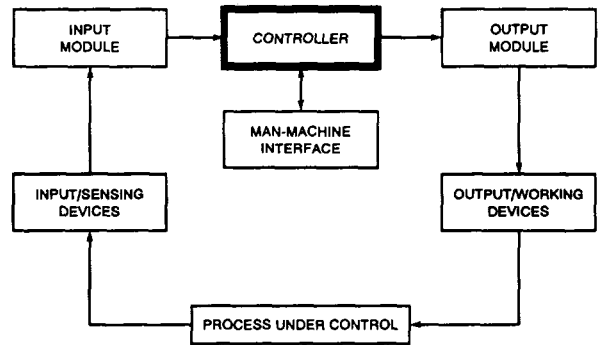 INPUT
MODULE
CONTROLLER
OUTPUT
MODULE
MAN-MACHINE
INTERFACE
INPUT/SENSING
DEVICES
OUTPUT/WORKING
DEVICES
PROCESS UNDER CONTROL